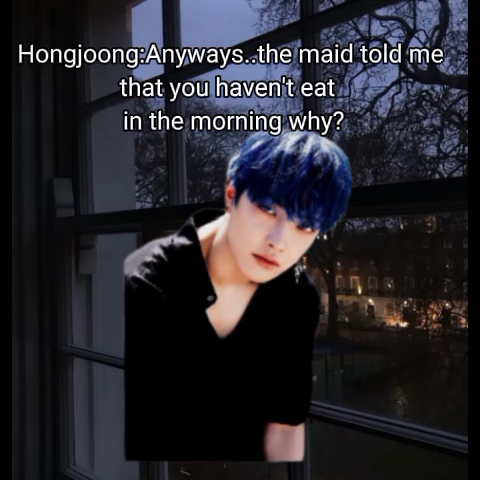 Hongjoong:Anyways..the maid told me
that you haven't eat
in the morning why?